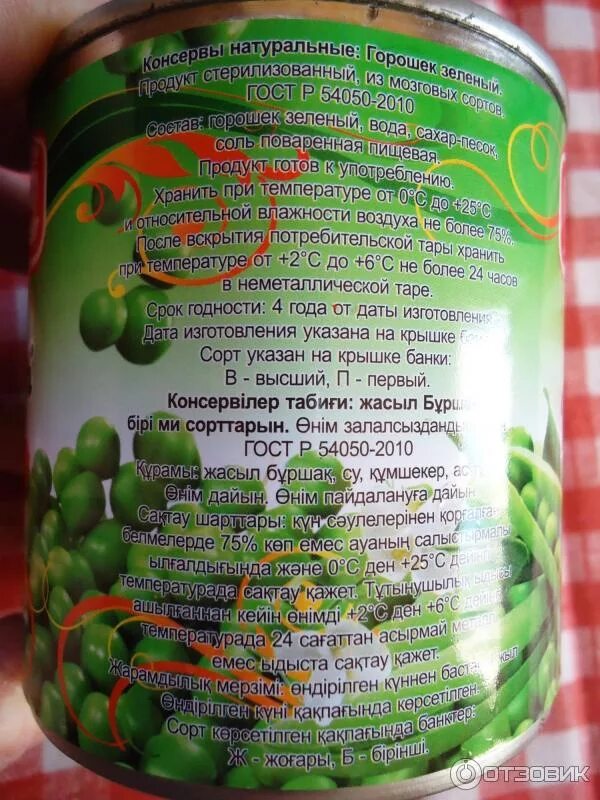 Консервы натуральные: Горошек зеленый.
Продукт стерилизованный, из мозговых сортов.
ГОСТ Р 54050-2010
Состав: горошек зеленый, вода, сахар-песок,
соль поваренная пищевая.
Продукт готов к употреблению.
Хранить при температуре от 0°С до +25°С
и относительной влажности воздуха не более 75%.
После вскрытия потребительской тары хранить
при температуре от +2°С до +6°С не более 24 часов
в неметаллической таре.
Срок годности: 4 года от даты изготовления
Дата изготовления указана на крышке
Сорт указан на крышке банки:
В - высший, П - первый.
Консервілер табиғи: жасыл
бірі ми сорттарын. Өнім
ГОСТ Р 54050-2010
Құрамы: жасыл бұршақ, су, құмшекер,
Өнім дайын. Өнім пайдалануға дайын
Сақтау шарттары: күн сәулелерінен қорғалған
бөлмелерде 75% көп емес ауаның салыстырмалы
ылғалдығында және 0°С ден +25°С дейін
температурада сақтау қажет. Тұтынушылық ыдысы
ашылғаннан кейін өнімді +2°С ден +6°С дейін
температурада 24 сағаттан асырмай
емес ыдыста сақтау қажет.
Жарамдылық мерзімі: өндірілген күннен
Өндірілген күні қақпағында көрсетілген.
Сорт көрсетілген қақпағында банктер:
Ж - жоғары, Б - бірінші.
ОТЗОВИК